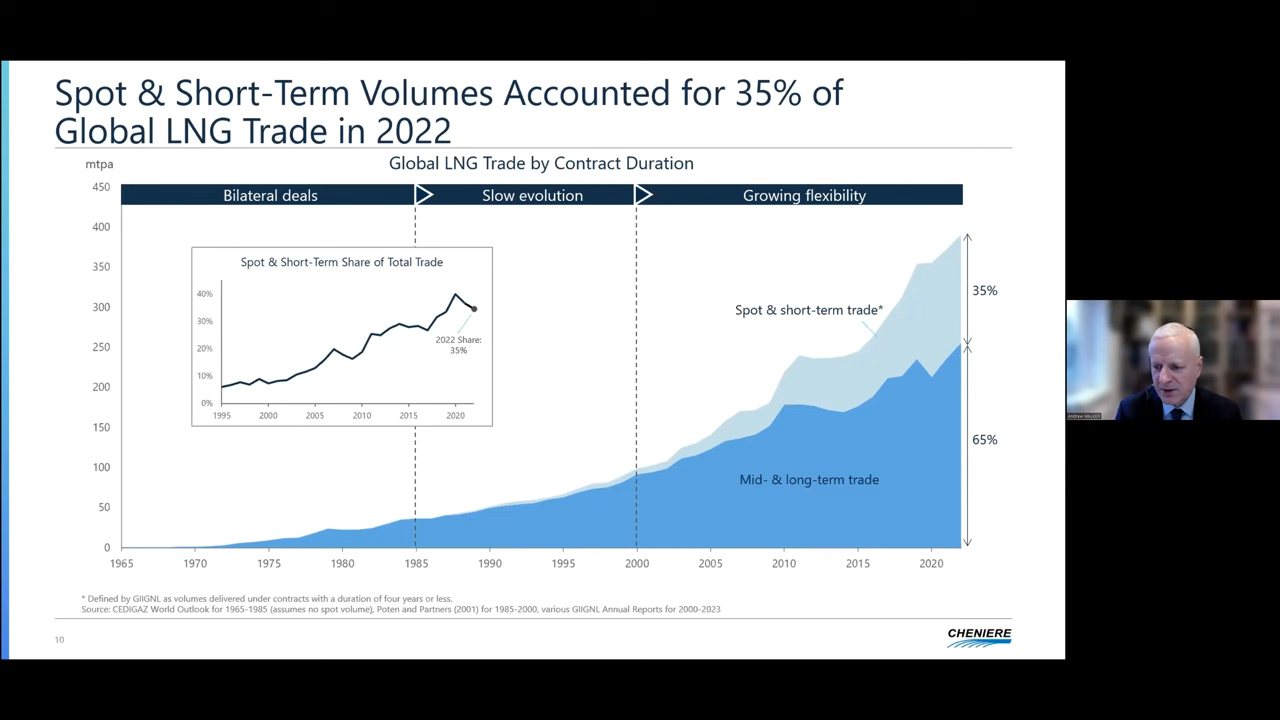 Spot & Short-Term Volumes Accounted for 35% of
Global LNG Trade in 2022
mtpa
Global LNG Trade by Contract Duration
450
Bilateral deals
Slow evolution
Growing flexibility
400
350
300
250
200
150
100
50
0
Spot & Short-Term Share of Total Trade
40%
30%
20%
10%
0%
2022 Share:
35%
1995
2000
2005
2010
2015
2020
Spot & short-term trade*
35%
65%
Mid- & long-term trade
1965
1970
1975
1980
1985
1990
1995
2000
2005
2010
2015
2020
* Defined by GIIGNL as volumes delivered under contracts with a duration of four years or less.
Source: CEDIGAZ World Outlook for 1965-1985 (assumes no spot volume), Poten and Partners (2001) for 1985-2000, various GIIGNL Annual Reports for 2000-2023
10
CHENIERE
Andrew Walker